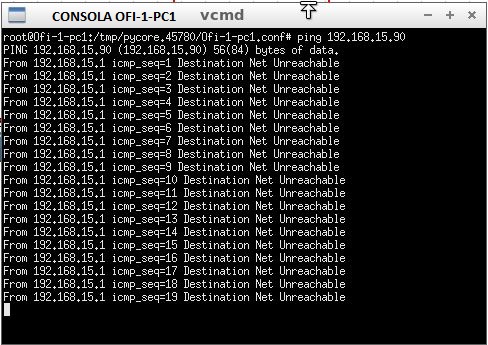 CONSOLA OFI-1-PC1 vcmd
root@Ofi-1-pc1:/tmp/pycore.45780/Ofi-1-pc1.conf# ping 192.168.15.90
PING 192.168.15.90 (192.168.15.90) 56(84) bytes of data.
From 192.168.15.1 icmp_seq=1 Destination Net Unreachable
From 192.168.15.1 icmp_seq=2 Destination Net Unreachable
From 192.168.15.1 icmp_seq=3 Destination Net Unreachable
From 192.168.15.1 icmp_seq=4 Destination Net Unreachable
From 192.168.15.1 icmp_seq=5 Destination Net Unreachable
From 192.168.15.1 icmp_seq=6 Destination Net Unreachable
From 192.168.15.1 icmp_seq=7 Destination Net Unreachable
From 192.168.15.1 icmp_seq=8 Destination Net Unreachable
From 192.168.15.1 icmp_seq=9 Destination Net Unreachable
From 192.168.15.1 icmp_seq=10 Destination Net Unreachable
From 192.168.15.1 icmp_seq=11 Destination Net Unreachable
From 192.168.15.1 icmp_seq=12 Destination Net Unreachable
From 192.168.15.1 icmp_seq=13 Destination Net Unreachable
From 192.168.15.1 icmp_seq=14 Destination Net Unreachable
From 192.168.15.1 icmp_seq=15 Destination Net Unreachable
From 192.168.15.1 icmp_seq=16 Destination Net Unreachable
From 192.168.15.1 icmp_seq=17 Destination Net Unreachable
From 192.168.15.1 icmp_seq=18 Destination Net Unreachable
From 192.168.15.1 icmp_seq=19 Destination Net Unreachable